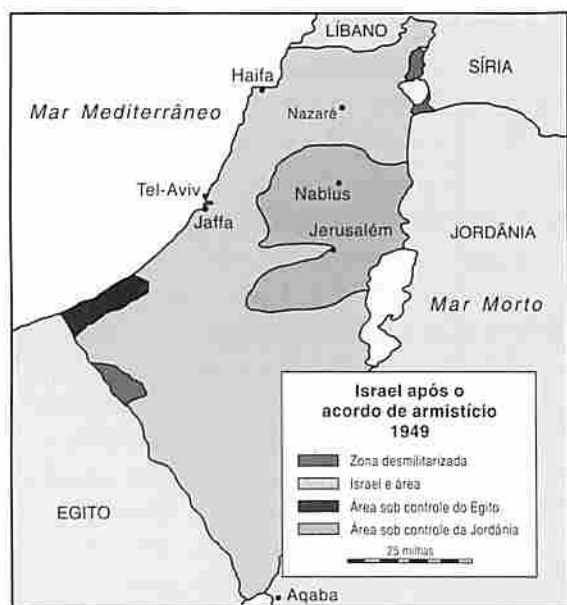 LÍBANO
SÍRIA
Haifa
Mar Mediterrâneo
Nazaré
Tel-Aviv
Nablus
Jaffa
Jerusalém
JORDÂNIA
Mar Morto
Israel após o
acordo de armistício
1949
Zona desmilitarizada
Israel e área
Área sob controle do Egito
Área sob controle da Jordânia
25 milhas
EGITO
Aqaba